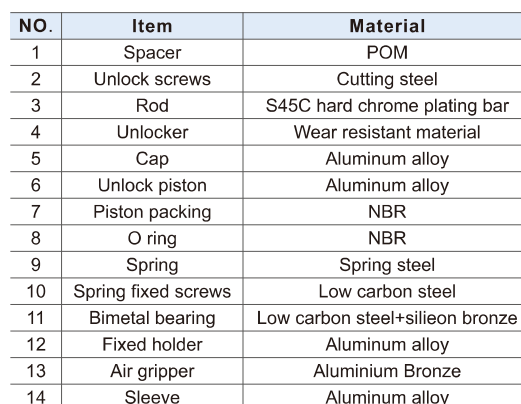 NO. Item Material
1 Spacer POM
2 Unlock screws Cutting steel
3 Rod S45C hard chrome plating bar
4 Unlocker Wear resistant material
5 Cap Aluminum alloy
6 Unlock piston Aluminum alloy
7 Piston packing NBR
8 O ring NBR
9 Spring Spring steel
10 Spring fixed screws Low carbon steel
11 Bimetal bearing Low carbon steel+silieon bronze
12 Fixed holder Aluminum alloy
13 Air gripper Aluminium Bronze
14 Sleeve Aluminum alloy